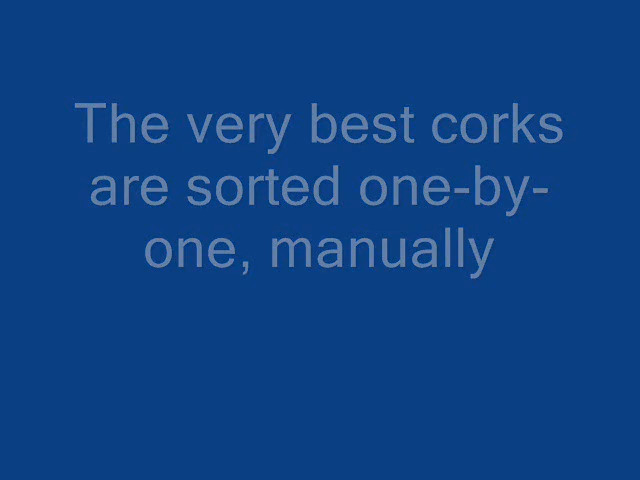 The very best corks
are sorted one-by-
one, manually